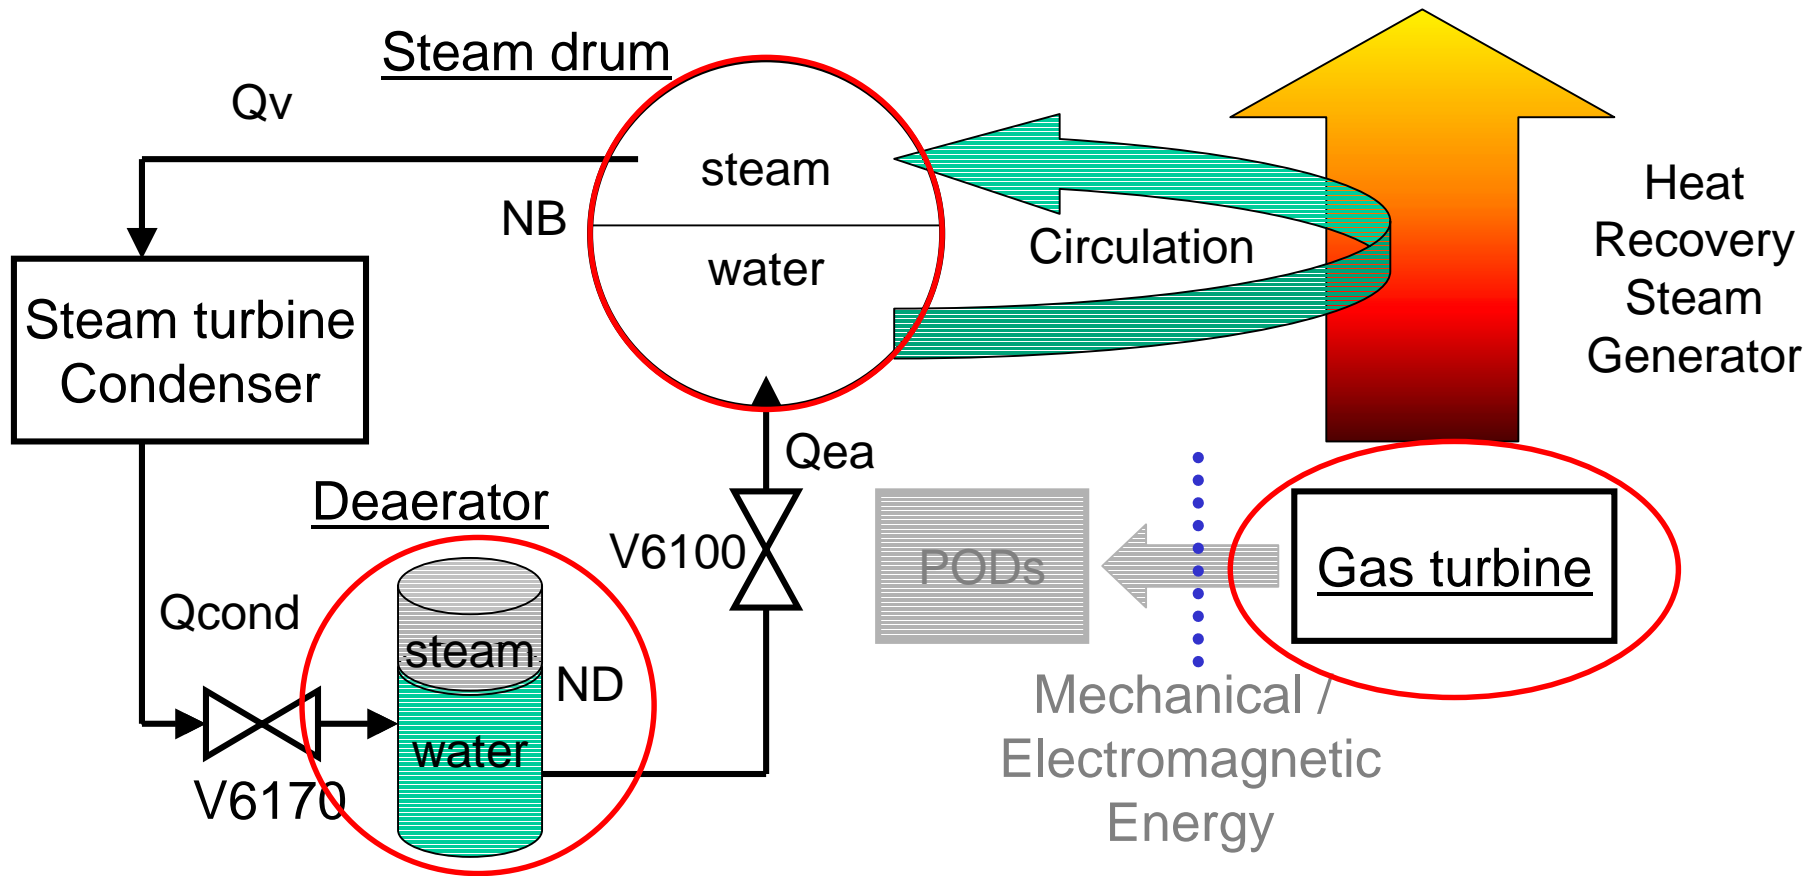 Steam drum
Qv
steam
NB
water
Circulation
Heat
Recovery
Steam
Generator
Steam turbine
Condenser
Qea
Deaerator
V6100
PODs
Gas turbine
Qcond
steam
ND
water
V6170
Mechanical /
Electromagnetic
Energy